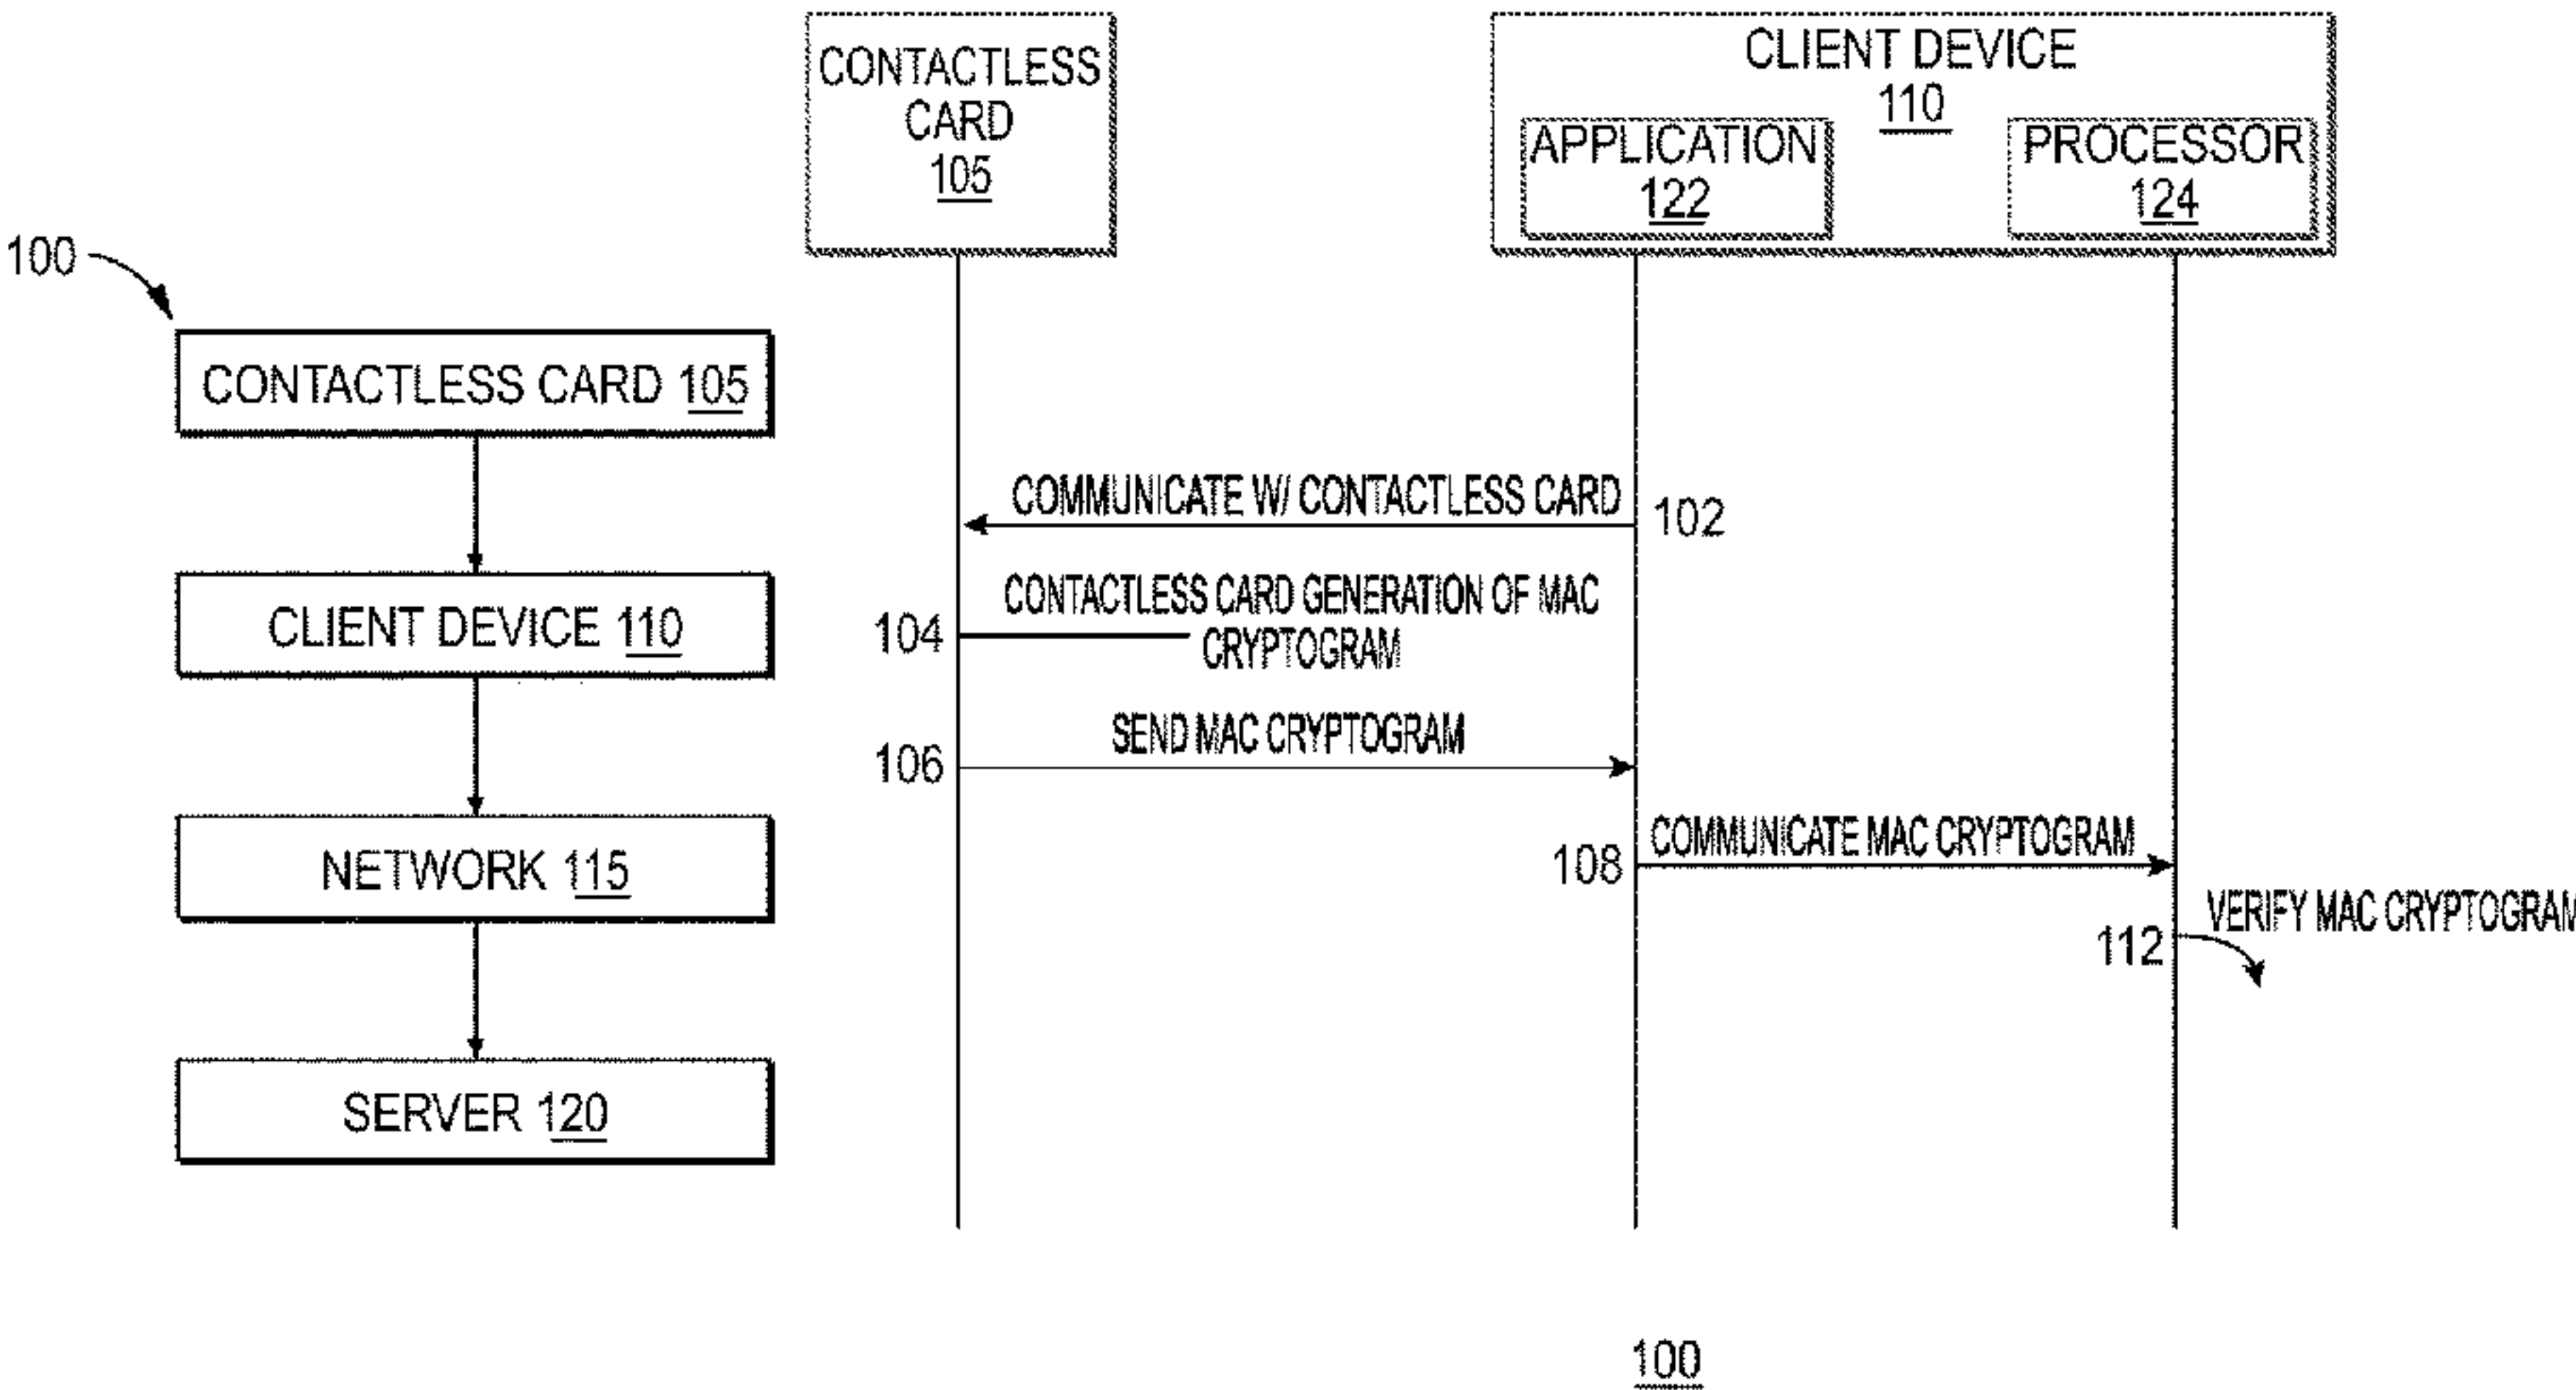 100
CONTACTLESS CARD 105
CLIENT DEVICE 110
NETWORK 115
SERVER 120
CONTACTLESS
CARD
105
CLIENT DEVICE
110
APPLICATION
122
PROCESSOR
124
COMMUNICATE W/ CONTACTLESS CARD
102
CONTACTLESS CARD GENERATION OF MAC
CRYPTOGRAM
104
SEND MAC CRYPTOGRAM
106
COMMUNICATE MAC CRYPTOGRAM
108
VERIFY MAC CRYPTOGRAM
112
100